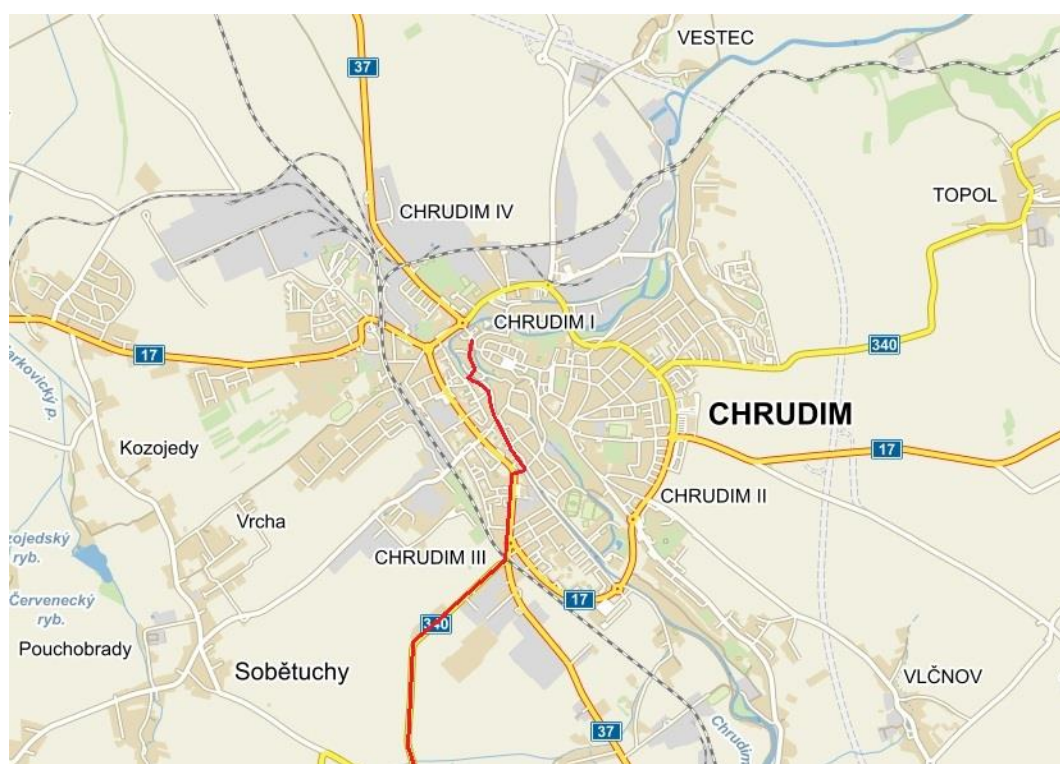 VESTEC
37
TOPOL
CHRUDIM IV
CHRUDIM I
340
17
CHRUDIM
Kozojedy
17
Vrcha
CHRUDIM II
CHRUDIM III
Červenecký
ryb.
ryb.
17
340
Pouchobrady
Sobětuchy
VLČNOV
37